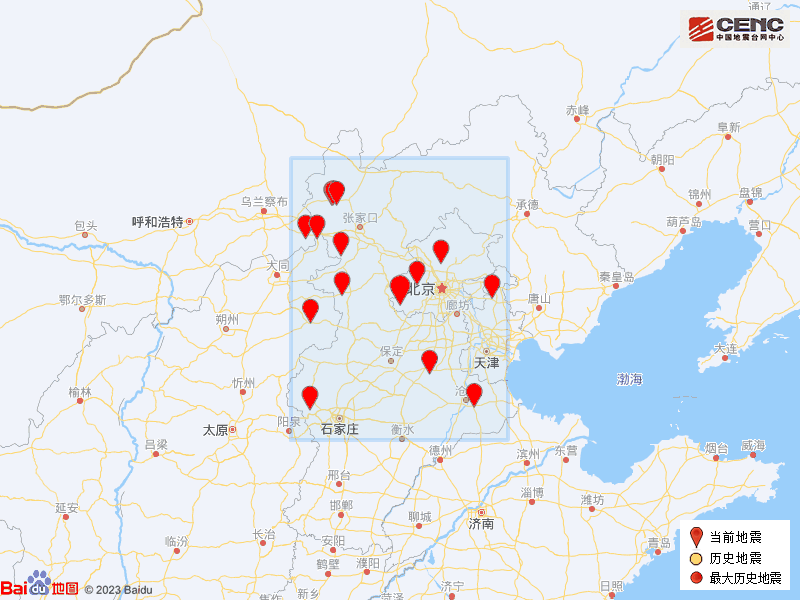 通辽
CENC
中国地震台网中心
赤峰
阜新
朝阳
锦州
盘锦
乌兰察布
承德
包头
呼和浩特
张家口
葫芦岛
营口
大同
北京
秦皇岛
鄂尔多斯
廊坊
唐山
朔州
保定
天津
大连
渤海
忻州
榆林
沧
太原
阳泉
石家庄
衡水
吕梁
德州
滨州
东营
烟台
威海
邢台
淄博
潍坊
延安
邯郸
聊城
济南
长治
安阳
青岛
临汾
鹤壁
濮阳
济宁
日照
焦作
新乡
菏泽
当前地震
历史地震
最大历史地震
Bai du 地图 © 2023 Baidu